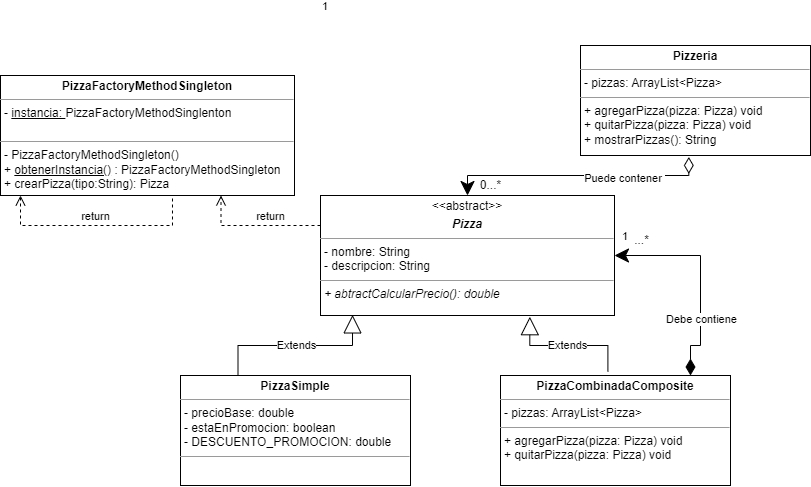 1
Pizzeria
- pizzas: ArrayList<Pizza>
+ agregarPizza(pizza: Pizza) void
+ quitarPizza(pizza: Pizza) void
+ mostrarPizzas(): String
PizzaFactoryMethodSingleton
- instancia: PizzaFactoryMethodSinglenton
- PizzaFactoryMethodSingleton()
+ obtenerInstancia() : PizzaFactoryMethodSingleton
+ crearPizza(tipo:String): Pizza
return
return
Puede contener
0...*
<<abstract>>
Pizza
- nombre: String
- descripcion: String
+ abtractCalcularPrecio(): double
1 ...*
Debe contiene
Extends
Extends
PizzaSimple
- precioBase: double
- estaEnPromocion: boolean
- DESCUENTO_PROMOCION: double
PizzaCombinadaComposite
- pizzas: ArrayList<Pizza>
+ agregarPizza(pizza: Pizza) void
+ quitarPizza(pizza: Pizza) void